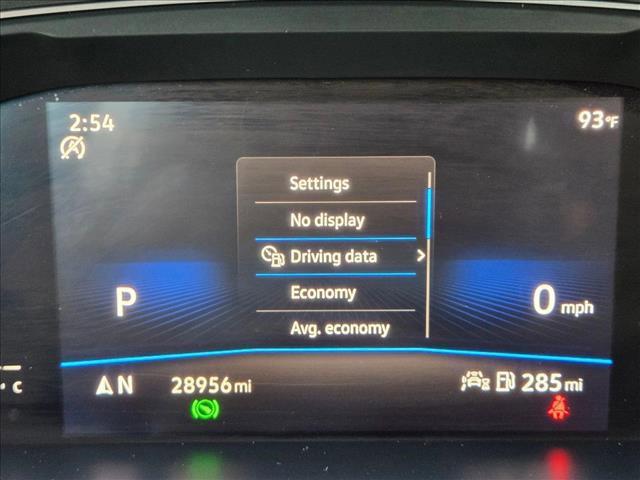 2:54
93°F
Settings
No display
Driving data
Economy
Avg. economy
P
0 mph
N
28956 mi
285 mi
C